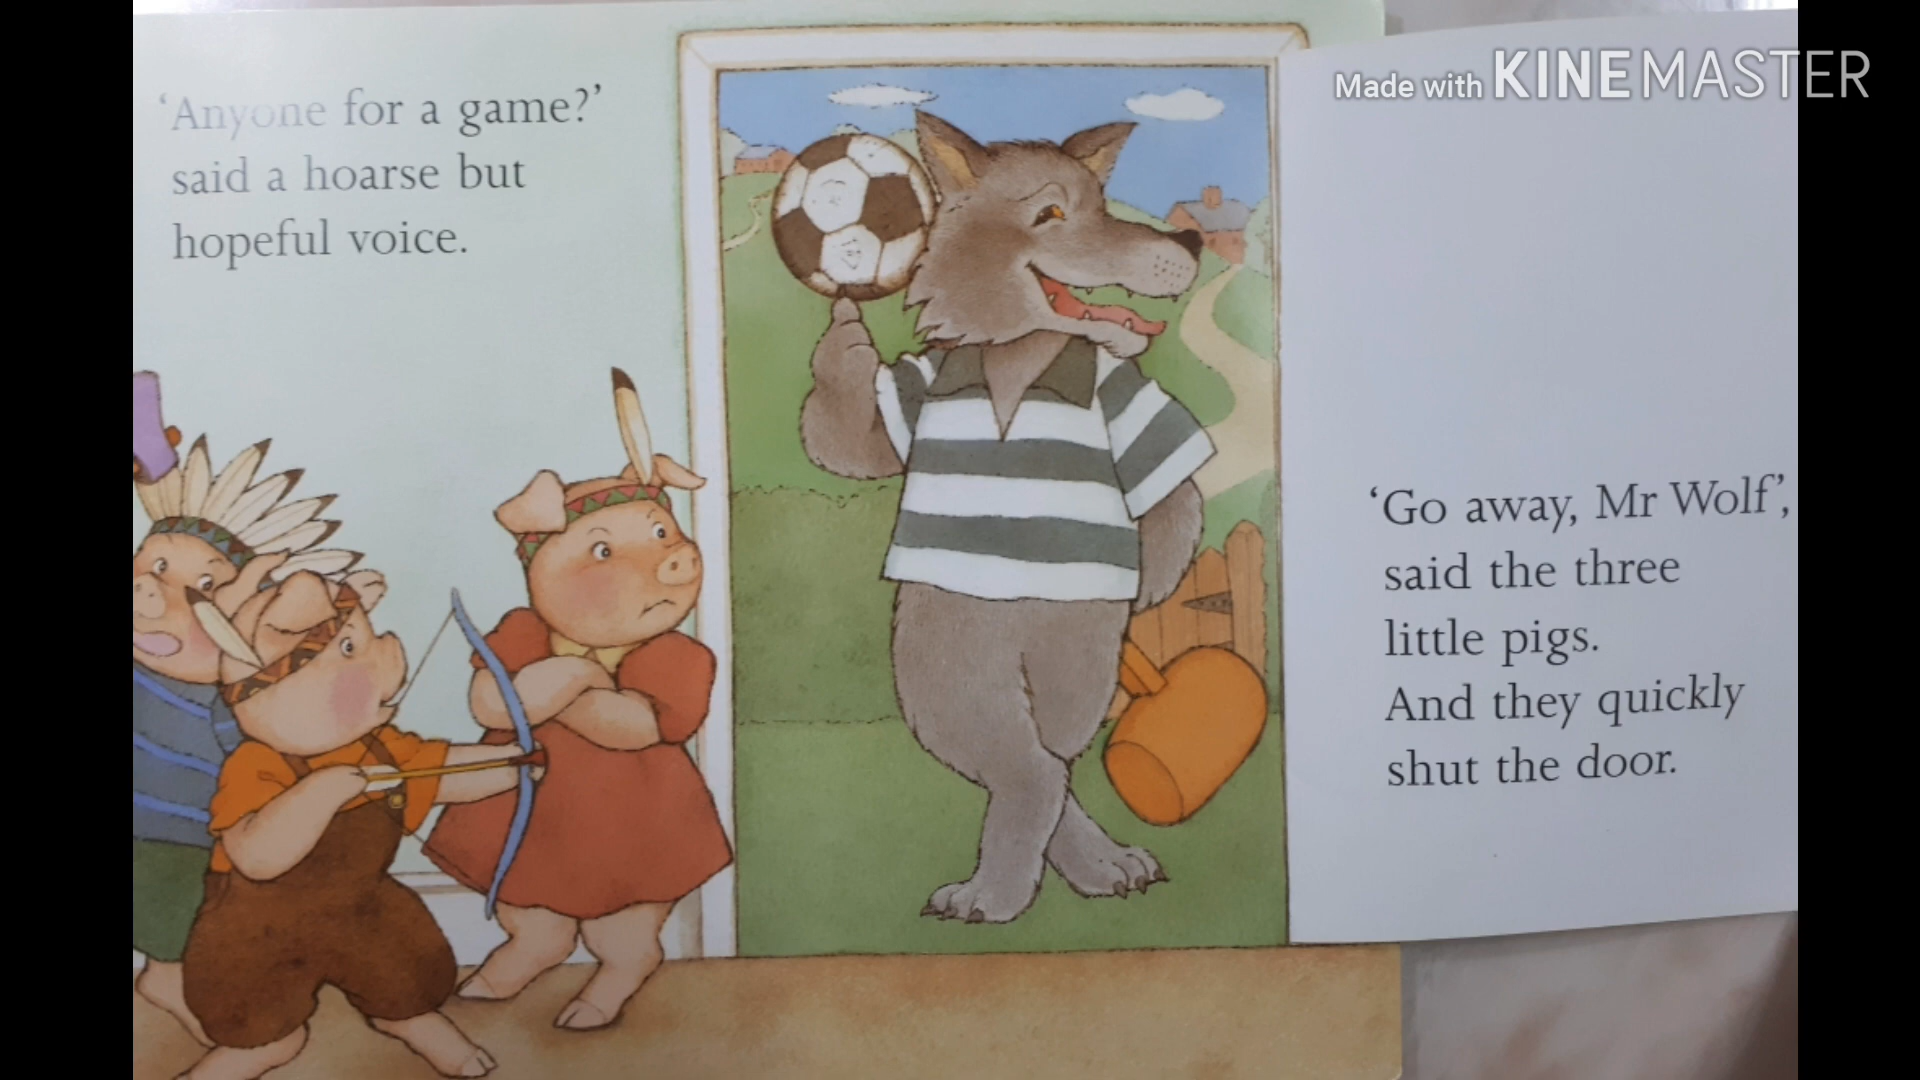 ‘Anyone for a game?’
said a hoarse but
hopeful voice.
Made with KINEMASTER
‘Go away, Mr Wolf’,
said the three
little pigs.
And they quickly
shut the door.